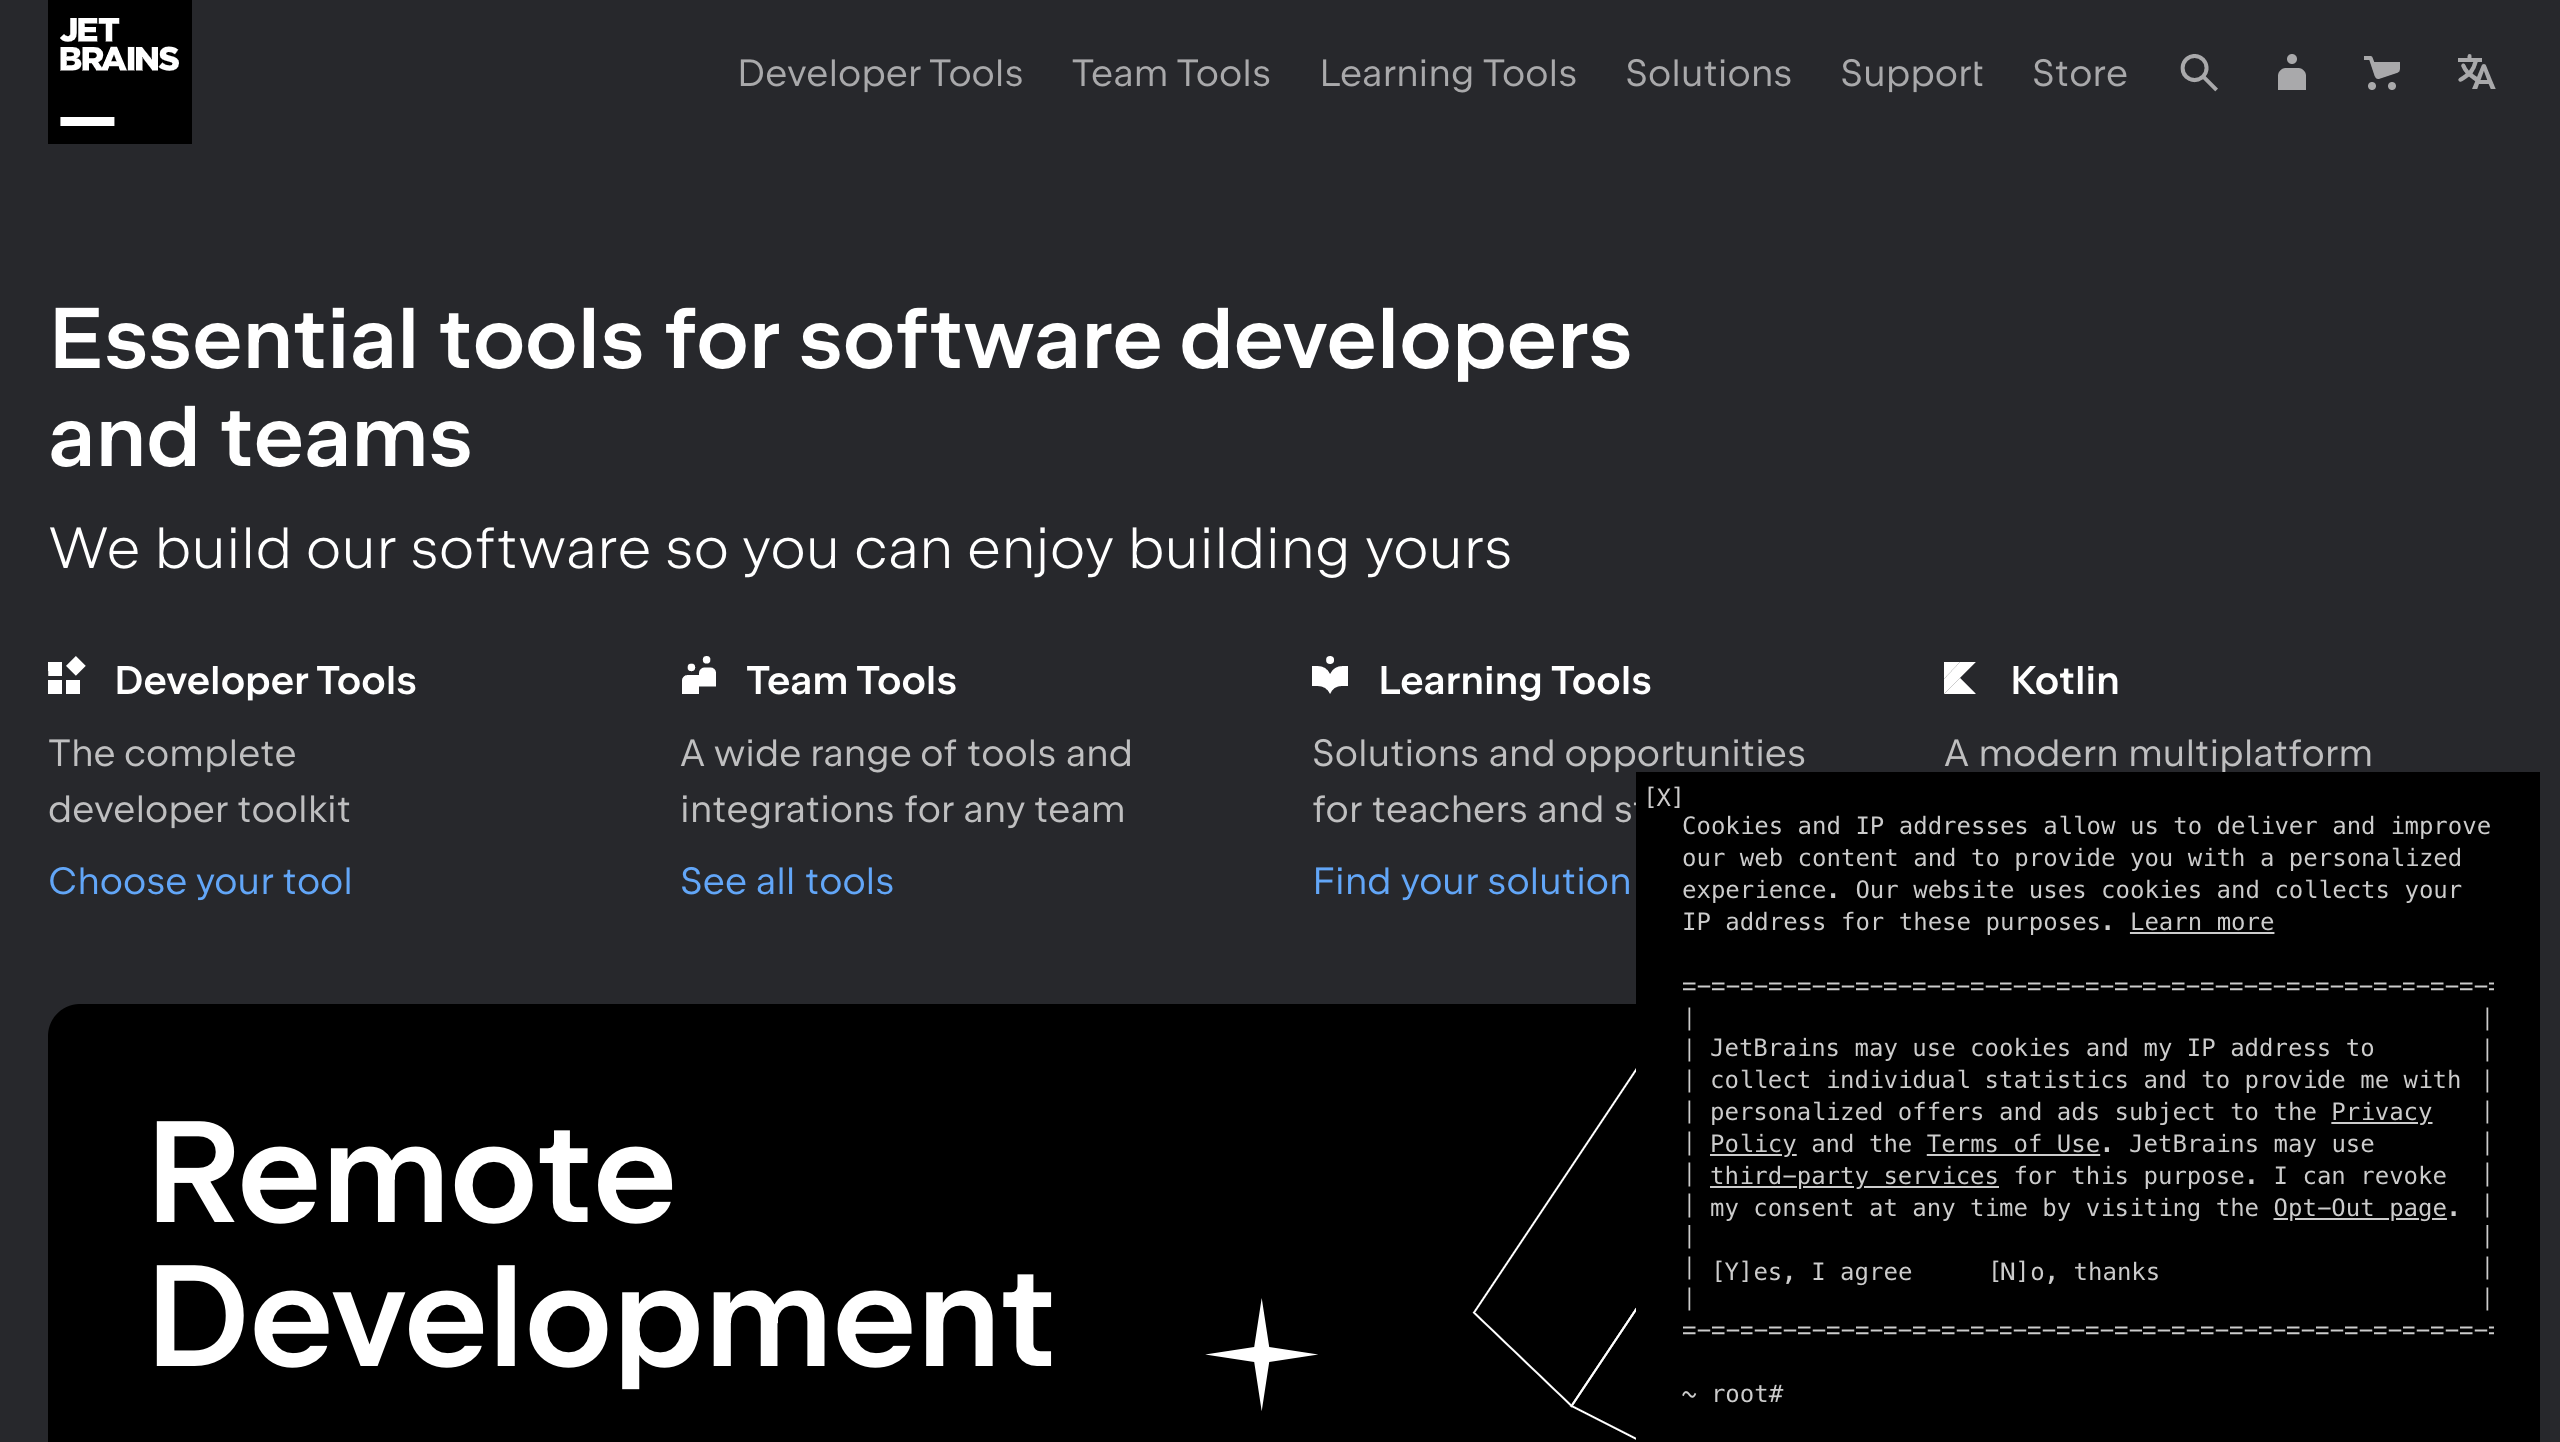 JET
BRAINS
Developer Tools
Team Tools
Learning Tools
Solutions
Support
Store
Essential tools for software developers
and teams
We build our software so you can enjoy building yours
Developer Tools
The complete
developer toolkit
Choose your tool
Team Tools
A wide range of tools and
integrations for any team
See all tools
Learning Tools
Solutions and opportunities
for teachers and
Find your solution
Kotlin
A modern multiplatform
Remote
Development
[X]
Cookies and IP addresses allow us to deliver and improve
our web content and to provide you with a personalized
experience. Our website uses cookies and collects your
IP address for these purposes. Learn more
JetBrains may use cookies and my IP address to
collect individual statistics and to provide me with
personalized offers and ads subject to the Privacy
Policy and the Terms of Use. JetBrains may use
third-party services for this purpose. I can revoke
my consent at any time by visiting the Opt-Out page.
[Y]es, I agree [N]o, thanks
~ root#